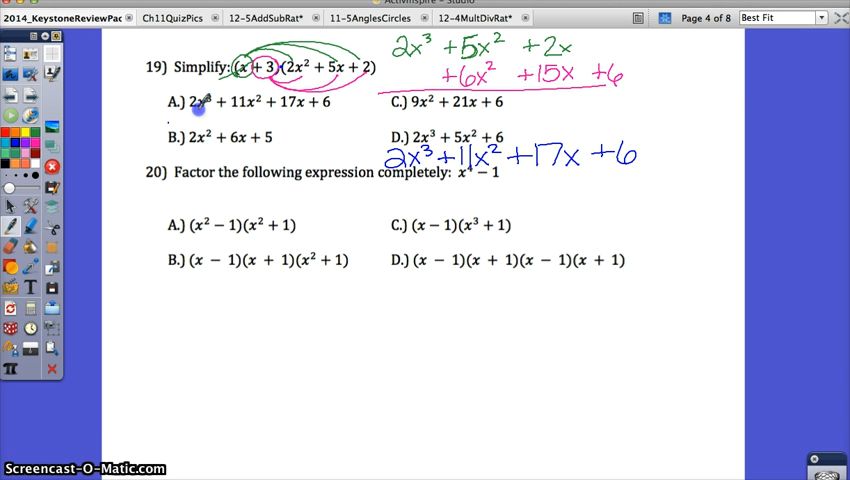 ActivInspire - Studio
2014_KeystoneReviewPac Ch11QuizPics 12-5AddSubRat* 11-5AnglesCircles 12-4MultDivRat* Page 4 of 8 Best Fit
2x³ + 5x² + 2x
19) Simplify: (x + 3)·(2x² + 5x + 2)
+6x² +15x +6
A.) 2x³ + 11x² + 17x + 6 C.) 9x² + 21x + 6
B.) 2x² + 6x + 5 D.) 2x³ + 5x² + 6
2x³ + 11x² + 17x + 6
20) Factor the following expression completely: x⁴ − 1
A.) (x² − 1)(x² + 1) C.) (x − 1)(x³ + 1)
B.) (x − 1)(x + 1)(x² + 1) D.) (x − 1)(x + 1)(x − 1)(x + 1)
Screencast-O-Matic.com